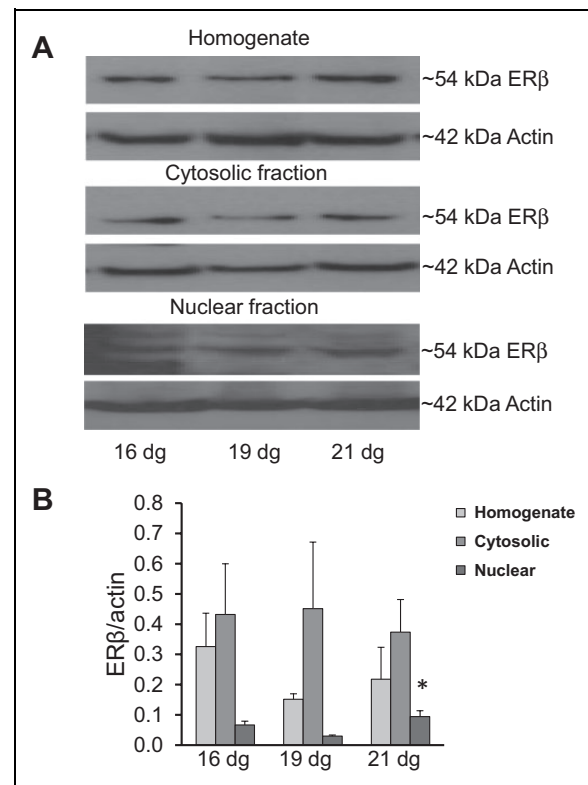 A
Homogenate
~54 kDa ERβ
~42 kDa Actin
Cytosolic fraction
~54 kDa ERβ
~42 kDa Actin
Nuclear fraction
~54 kDa ERβ
~42 kDa Actin
16 dg 19 dg 21 dg
B
ERβ/actin
0.8
0.7
0.6
0.5
0.4
0.3
0.2
0.1
0.0
Homogenate
Cytosolic
Nuclear
*
16 dg 19 dg 21 dg